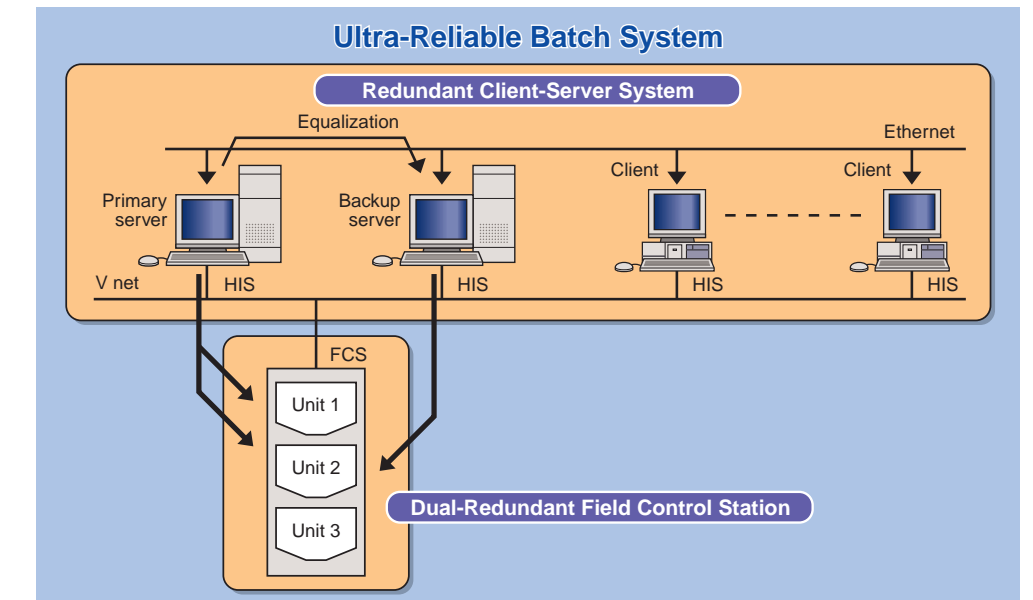 Ultra-Reliable Batch System
Redundant Client-Server System
Equalization
Ethernet
Primary
server
Backup
server
Client
Client
V net
HIS
HIS
HIS
HIS
FCS
Unit 1
Unit 2
Unit 3
Dual-Redundant Field Control Station